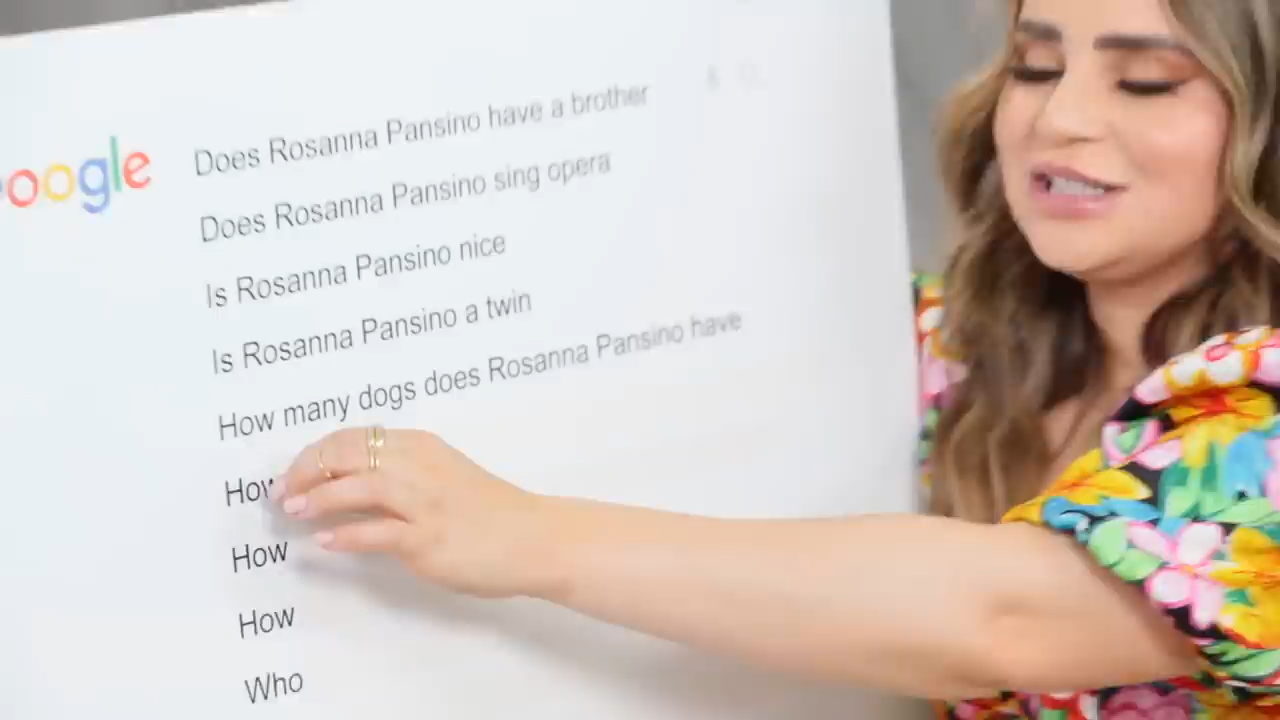 oogle
Does Rosanna Pansino have a brother
Does Rosanna Pansino sing opera
Is Rosanna Pansino nice
Is Rosanna Pansino a twin
How many dogs does Rosanna Pansino have
How
How
How
Who